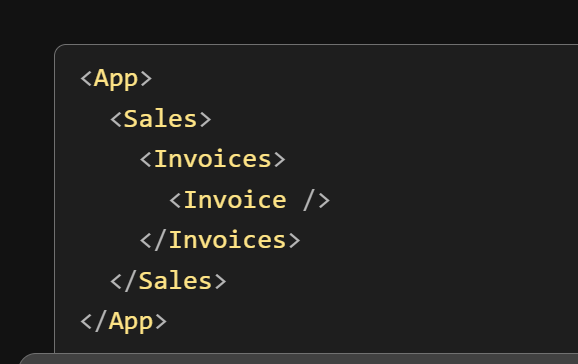 <App>
  <Sales>
    <Invoices>
      <Invoice />
    </Invoices>
  </Sales>
</App>